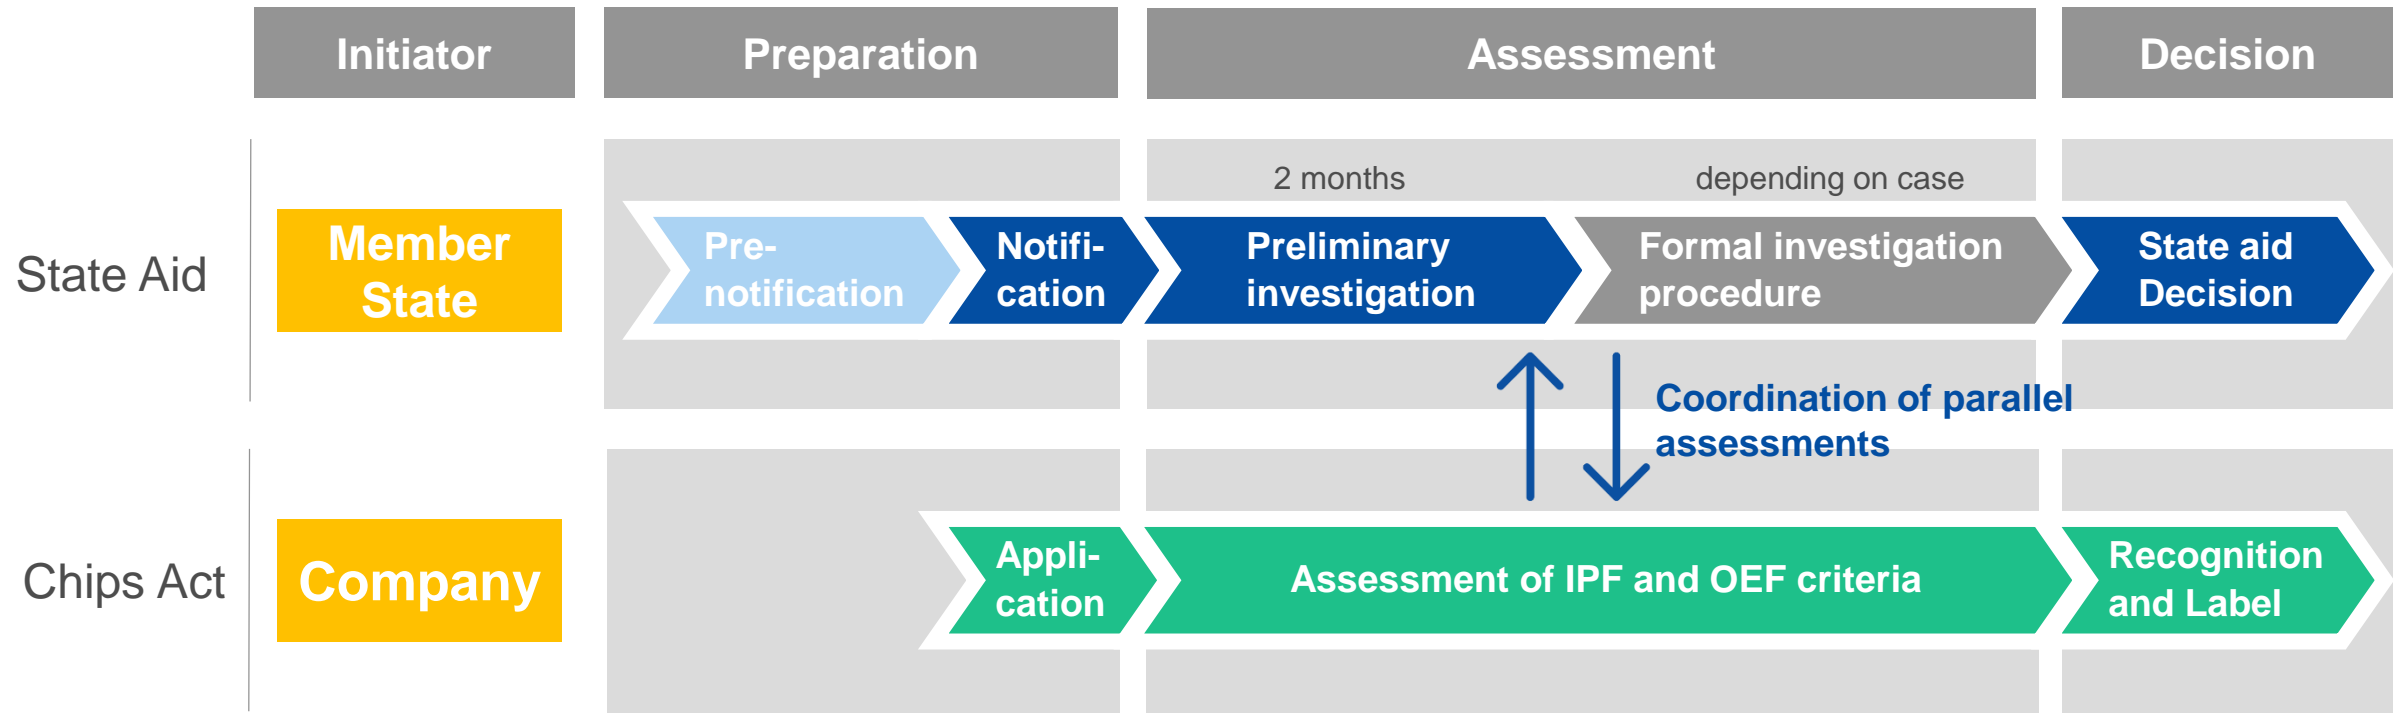 Initiator
Preparation
Assessment
Decision
State Aid
Member
State
Pre-
notification
Notifi-
cation
2 months
Preliminary
investigation
depending on case
Formal investigation
procedure
State aid
Decision
Coordination of parallel
assessments
Chips Act
Company
Appli-
cation
Assessment of IPF and OEF criteria
Recognition
and Label